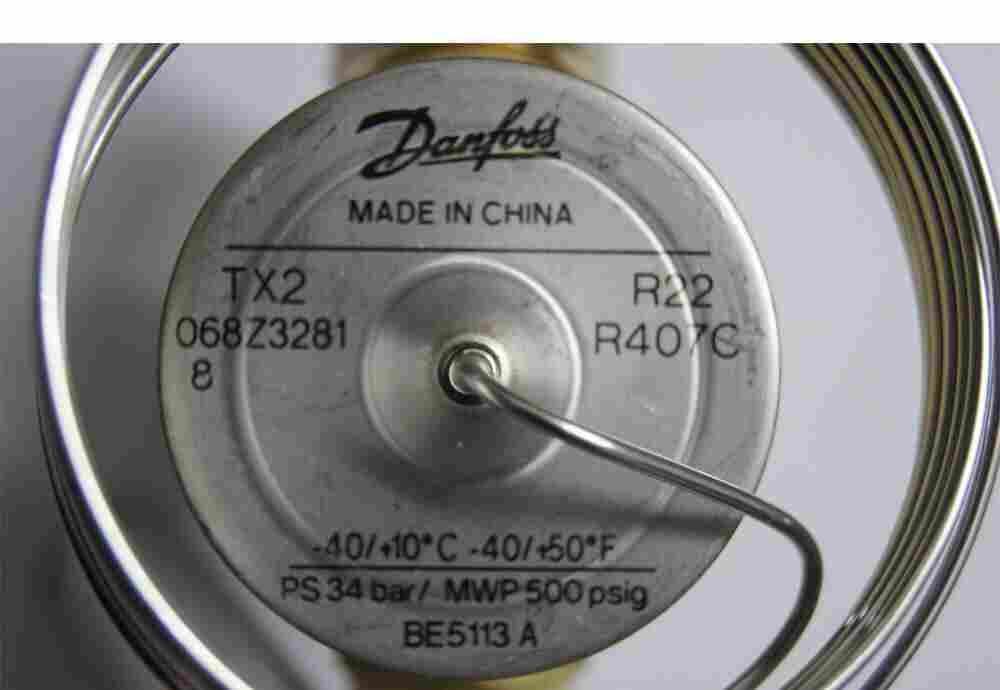 Danfoss
MADE IN CHINA
TX2 R22
068Z3281 R407C
8
-40/+10°C -40/+50°F
PS 34 bar/ MWP 500 psig
BE5113 A